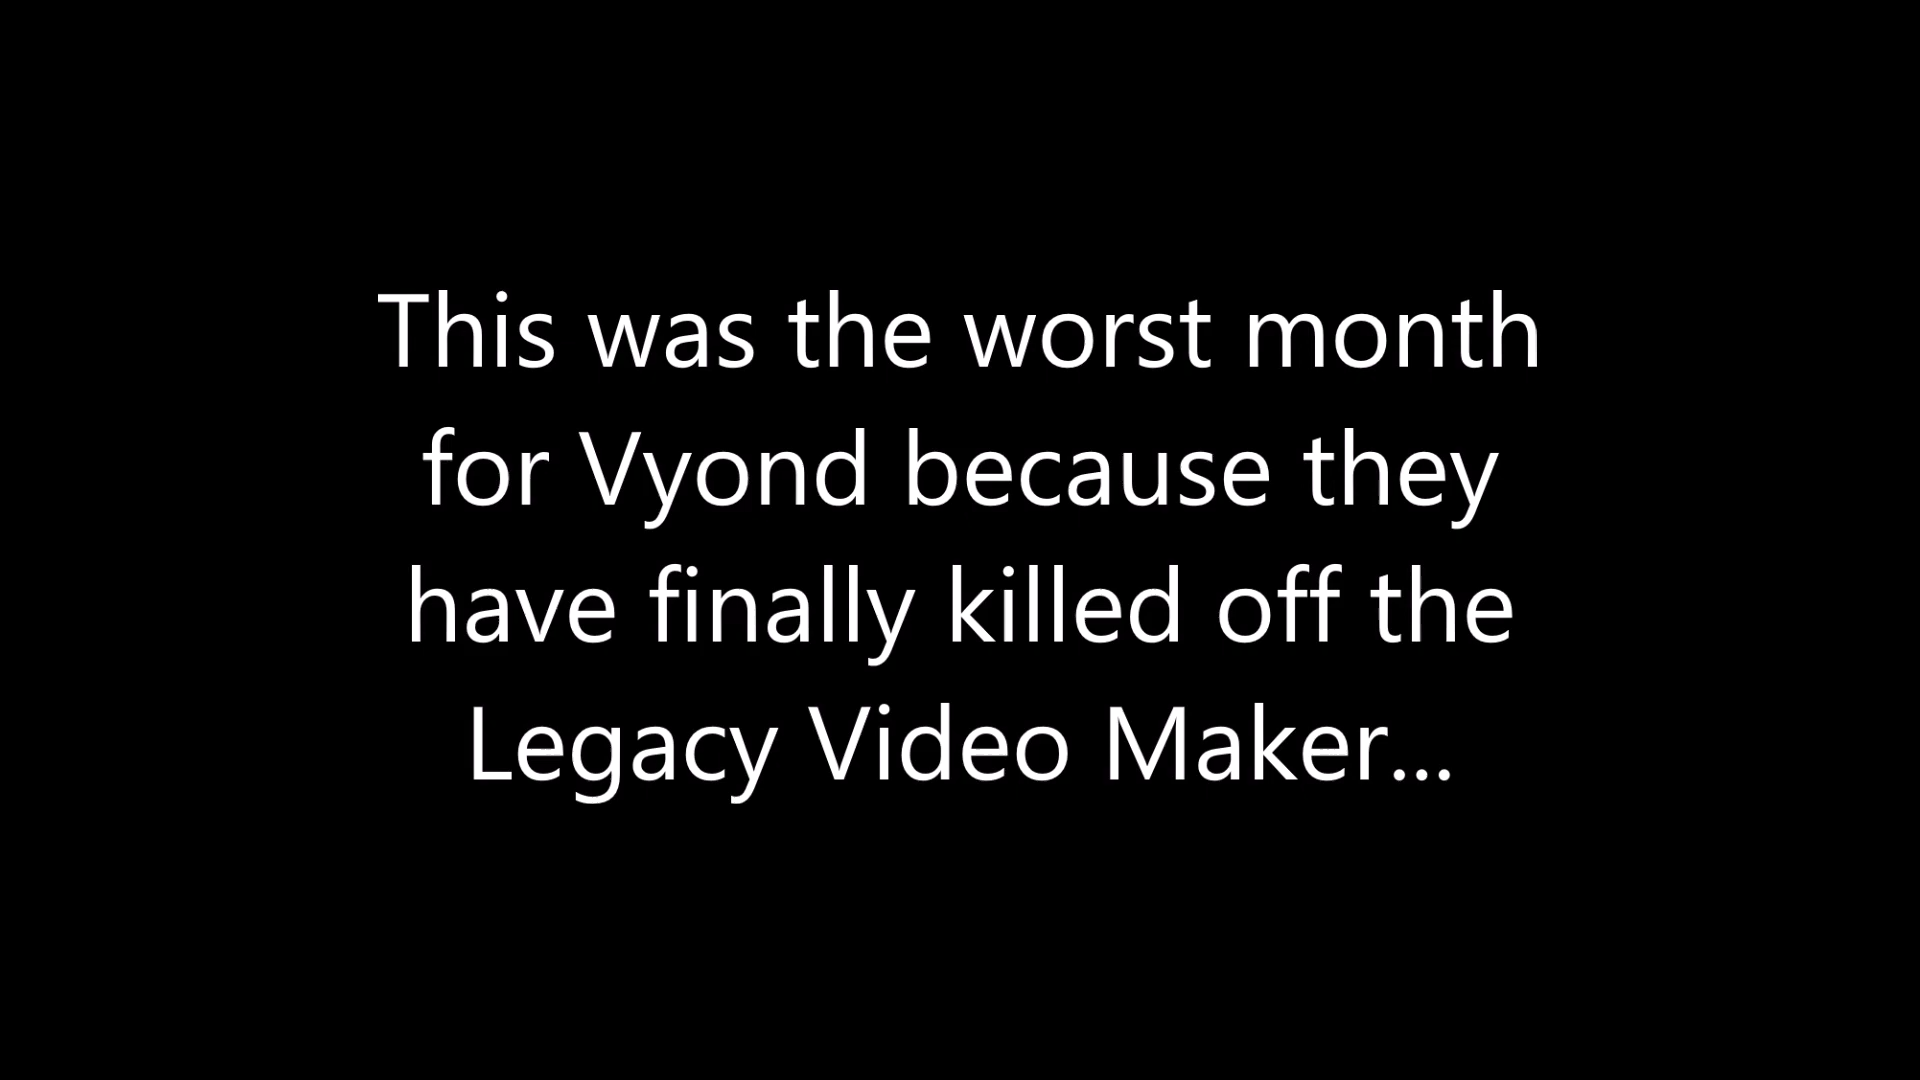 This was the worst month
for Vyond because they
have finally killed off the
Legacy Video Maker...